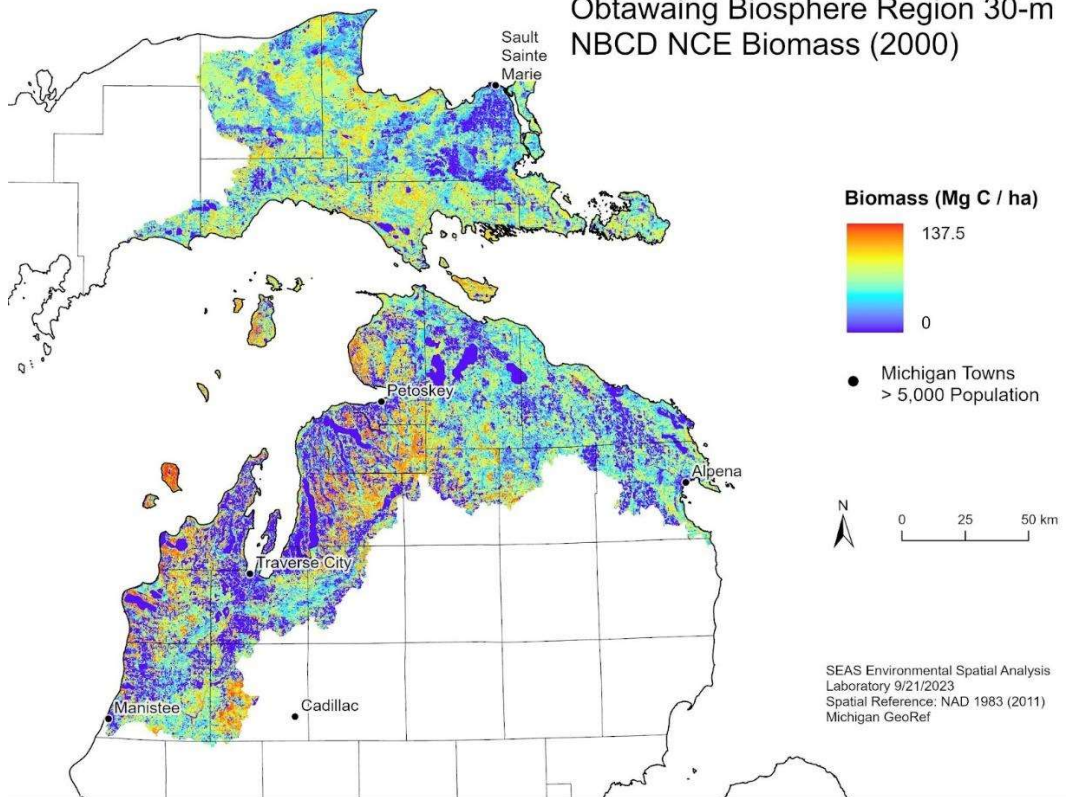 Obtawaing Biosphere Region 30-m
NBCD NCE Biomass (2000)
Sault
Sainte
Marie
Biomass (Mg C / ha)
137.5
0
Michigan Towns
> 5,000 Population
Petoskey
Alpena
N
0 25 50 km
Traverse City
Manistee
Cadillac
SEAS Environmental Spatial Analysis
Laboratory 9/21/2023
Spatial Reference: NAD 1983 (2011)
Michigan GeoRef